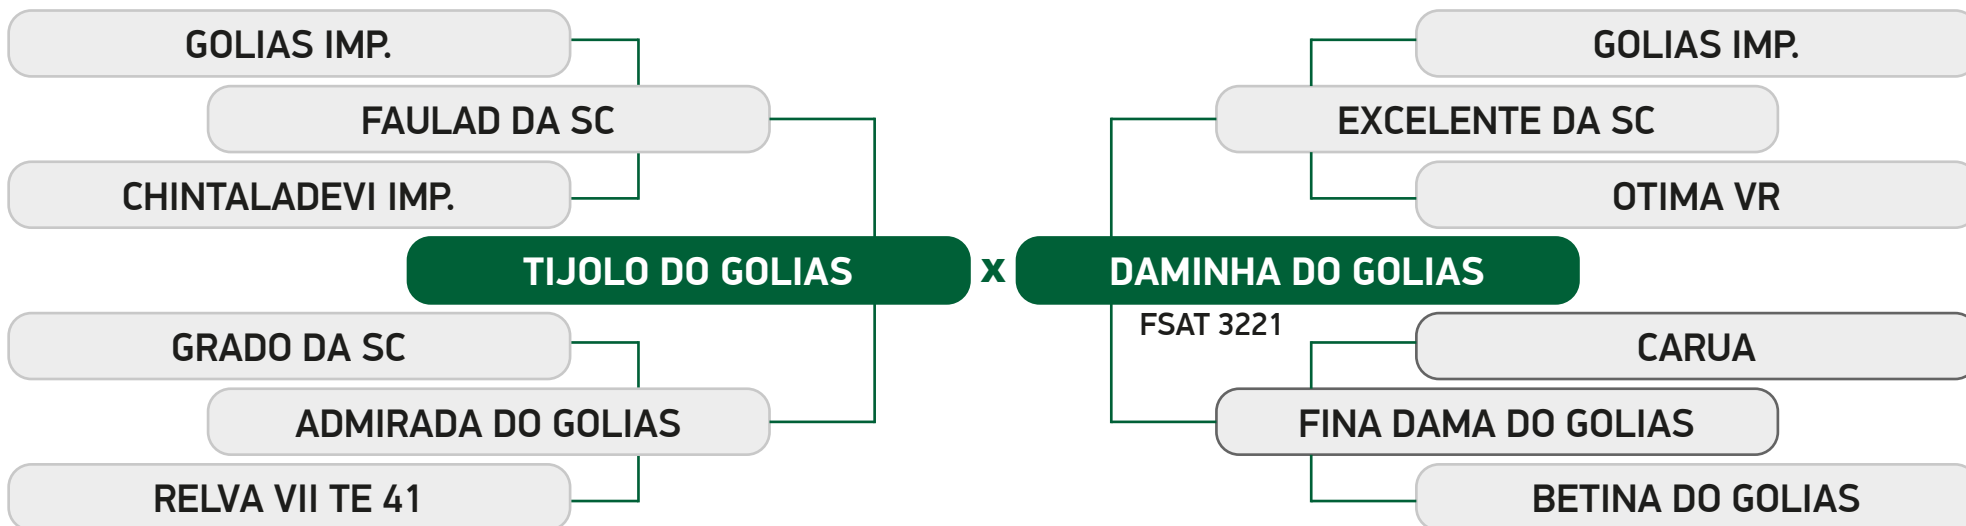 GOLIAS IMP.
FAULAD DA SC
CHINTALADEVI IMP.
TIJOLO DO GOLIAS
GRADO DA SC
ADMIRADA DO GOLIAS
RELVA VII TE 41
x
GOLIAS IMP.
EXCELENTE DA SC
OTIMA VR
DAMINHA DO GOLIAS
FSAT 3221
CARUA
FINA DAMA DO GOLIAS
BETINA DO GOLIAS